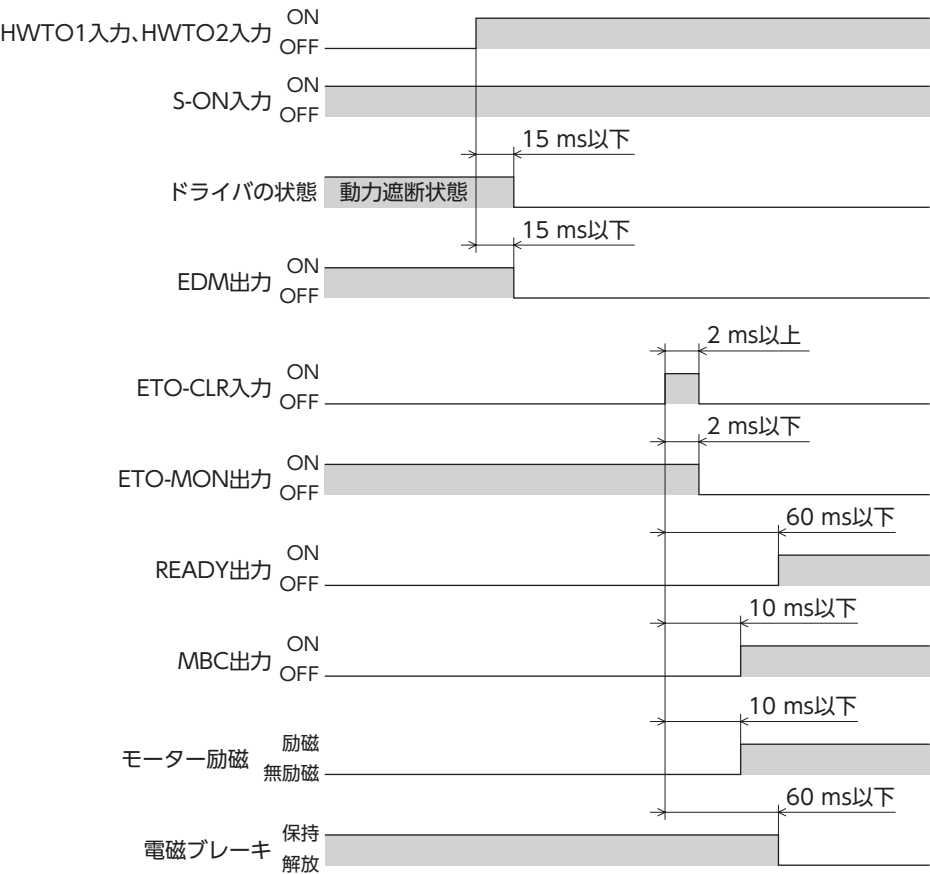 HWTO1入力、HWTO2入力 ON
OFF
S-ON入力 ON
OFF
15 ms以下
ドライバの状態 動力遮断状態
15 ms以下
EDM出力 ON
OFF
2 ms以上
ETO-CLR入力 ON
OFF
2 ms以下
ETO-MON出力 ON
OFF
60 ms以下
READY出力 ON
OFF
10 ms以下
MBC出力 ON
OFF
10 ms以下
モーター励磁 励磁
無励磁
60 ms以下
電磁ブレーキ 保持
解放